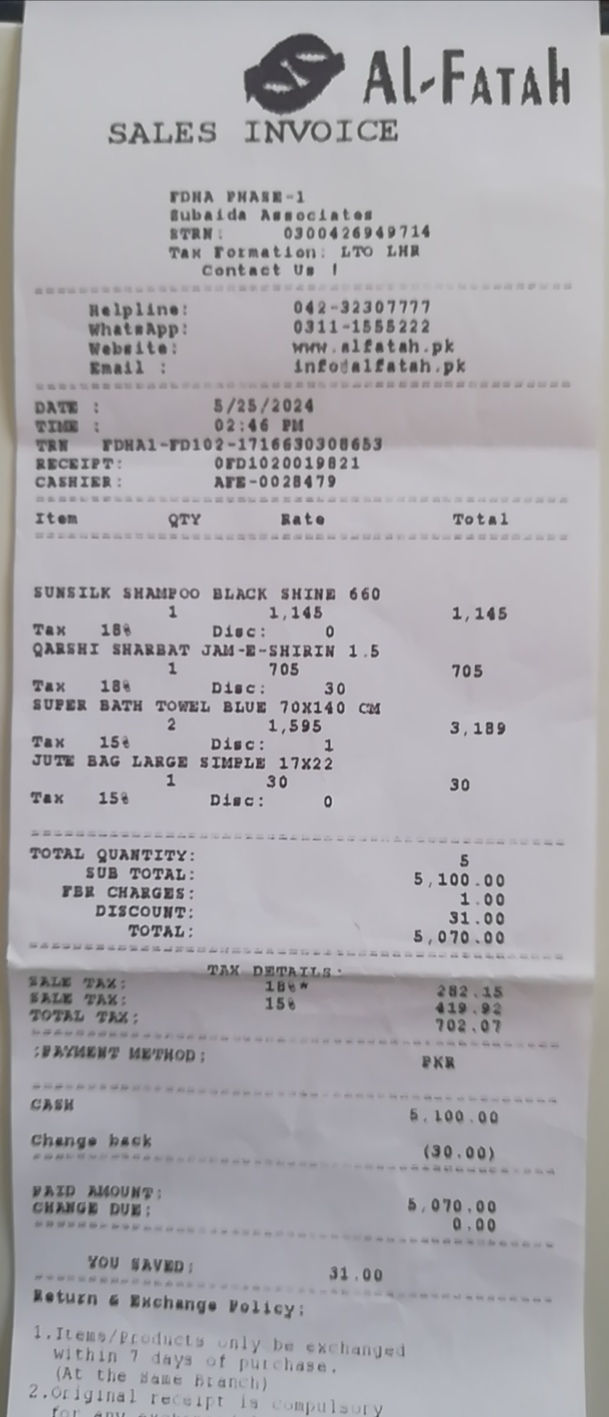 Al-Fatah
SALES INVOICE
FDHA PHASE-1
Subaida Associates
STRN: 0300426949714
Tax Formation: LTO LHR
Contact Us !
Helpline: 042-32307777
WhatsApp: 0311-1555222
Website: www.alfatah.pk
Email : info@alfatah.pk
DATE : 5/25/2024
TIME : 02:46 PM
TRN FDHA1-FD102-1716630308653
RECEIPT: 0FD1020019821
CASHIER: AFE-0028479
Item QTY Rate Total
SUNSILK SHAMPOO BLACK SHINE 660
1 1,145 1,145
Tax 18% Disc: 0
QARSHI SHARBAT JAM-E-SHIRIN 1.5
1 705 705
Tax 18% Disc: 30
SUPER BATH TOWEL BLUE 70X140 CM
2 1,595 3,189
Tax 15% Disc: 1
JUTE BAG LARGE SIMPLE 17X22
1 30 30
Tax 15% Disc: 0
TOTAL QUANTITY: 5
SUB TOTAL: 5,100.00
FBR CHARGES: 1.00
DISCOUNT: 31.00
TOTAL: 5,070.00
TAX DETAILS:
SALE TAX: 18%* 282.15
SALE TAX: 15% 419.92
TOTAL TAX: 702.07
:PAYMENT METHOD: PKR
CASH 5,100.00
Change back (30.00)
PAID AMOUNT: 5,070.00
CHANGE DUE: 0.00
YOU SAVED: 31.00
Return & Exchange Policy:
1.Items/Products only be exchanged
within 7 days of purchase.
(At the Same Branch)
2.Original receipt is compulsory
for any